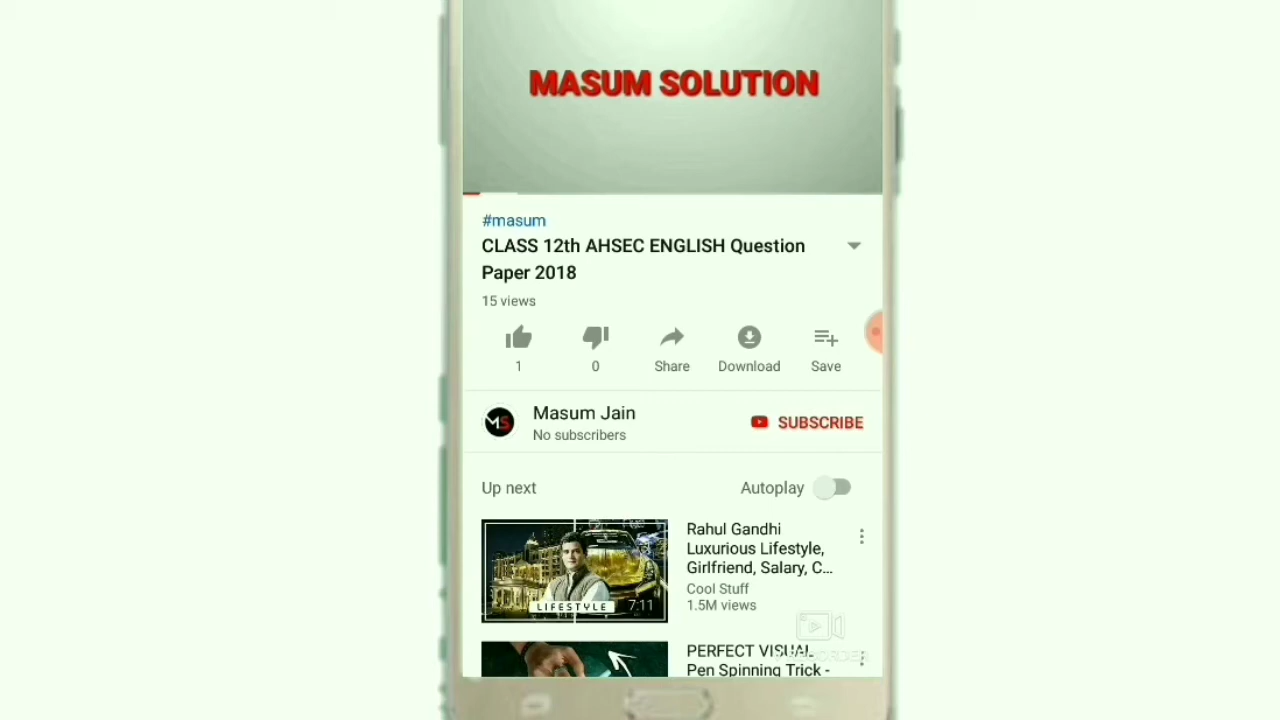 MASUM SOLUTION
#masum
CLASS 12th AHSEC ENGLISH Question
Paper 2018
15 views
1
0
Share
Download
Save
MS
Masum Jain
No subscribers
SUBSCRIBE
Up next
Autoplay
Rahul Gandhi
Luxurious Lifestyle,
Girlfriend, Salary, C...
Cool Stuff
1.5M views
LIFESTYLE
7:11
PERFECT VISUAL
Pen Spinning Trick -